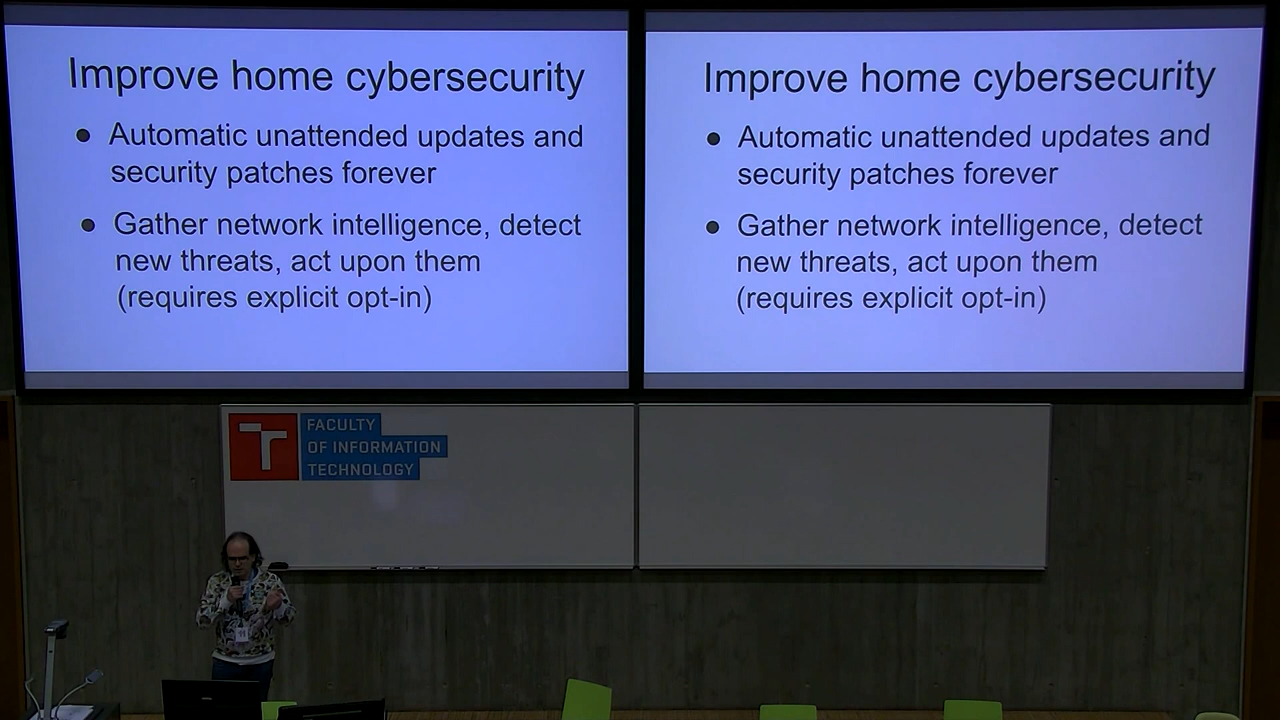 Improve home cybersecurity
● Automatic unattended updates and
security patches forever
● Gather network intelligence, detect
new threats, act upon them
(requires explicit opt-in)
Improve home cybersecurity
● Automatic unattended updates and
security patches forever
● Gather network intelligence, detect
new threats, act upon them
(requires explicit opt-in)
T
FACULTY
OF INFORMATION
TECHNOLOGY